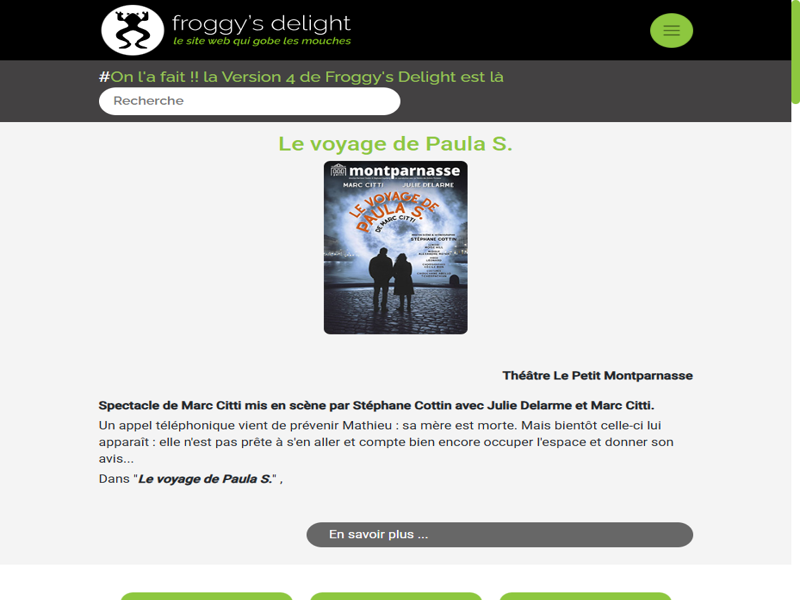 froggy's delight
le site web qui gobe les mouches
#On l'a fait !! la Version 4 de Froggy's Delight est là
Recherche
Le voyage de Paula S.
montparnasse
MARC CITTI JULIE DELARME
LE VOYAGE DE
PAULA S.
DE MARC CITTI
STÉPHANE COTTIN
Théâtre Le Petit Montparnasse
Spectacle de Marc Citti mis en scène par Stéphane Cottin avec Julie Delarme et Marc Citti.
Un appel téléphonique vient de prévenir Mathieu : sa mère est morte. Mais bientôt celle-ci lui
apparaît : elle n'est pas prête à s'en aller et compte bien encore occuper l'espace et donner son
avis...
Dans "Le voyage de Paula S." ,
En savoir plus ...